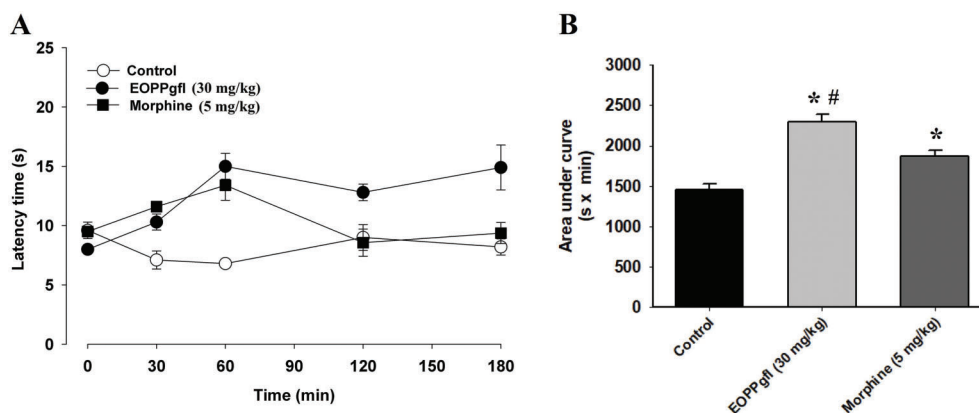 A
25
20
15
10
5
0
Latency time (s)
Control
EOPPgfl (30 mg/kg)
Morphine (5 mg/kg)
0 30 60 90 120 150 180
Time (min)
B
3000
2500
2000
1500
1000
500
0
Area under curve
(s x min)
* #
*
Control
EOPPgfl (30 mg/kg)
Morphine (5 mg/kg)